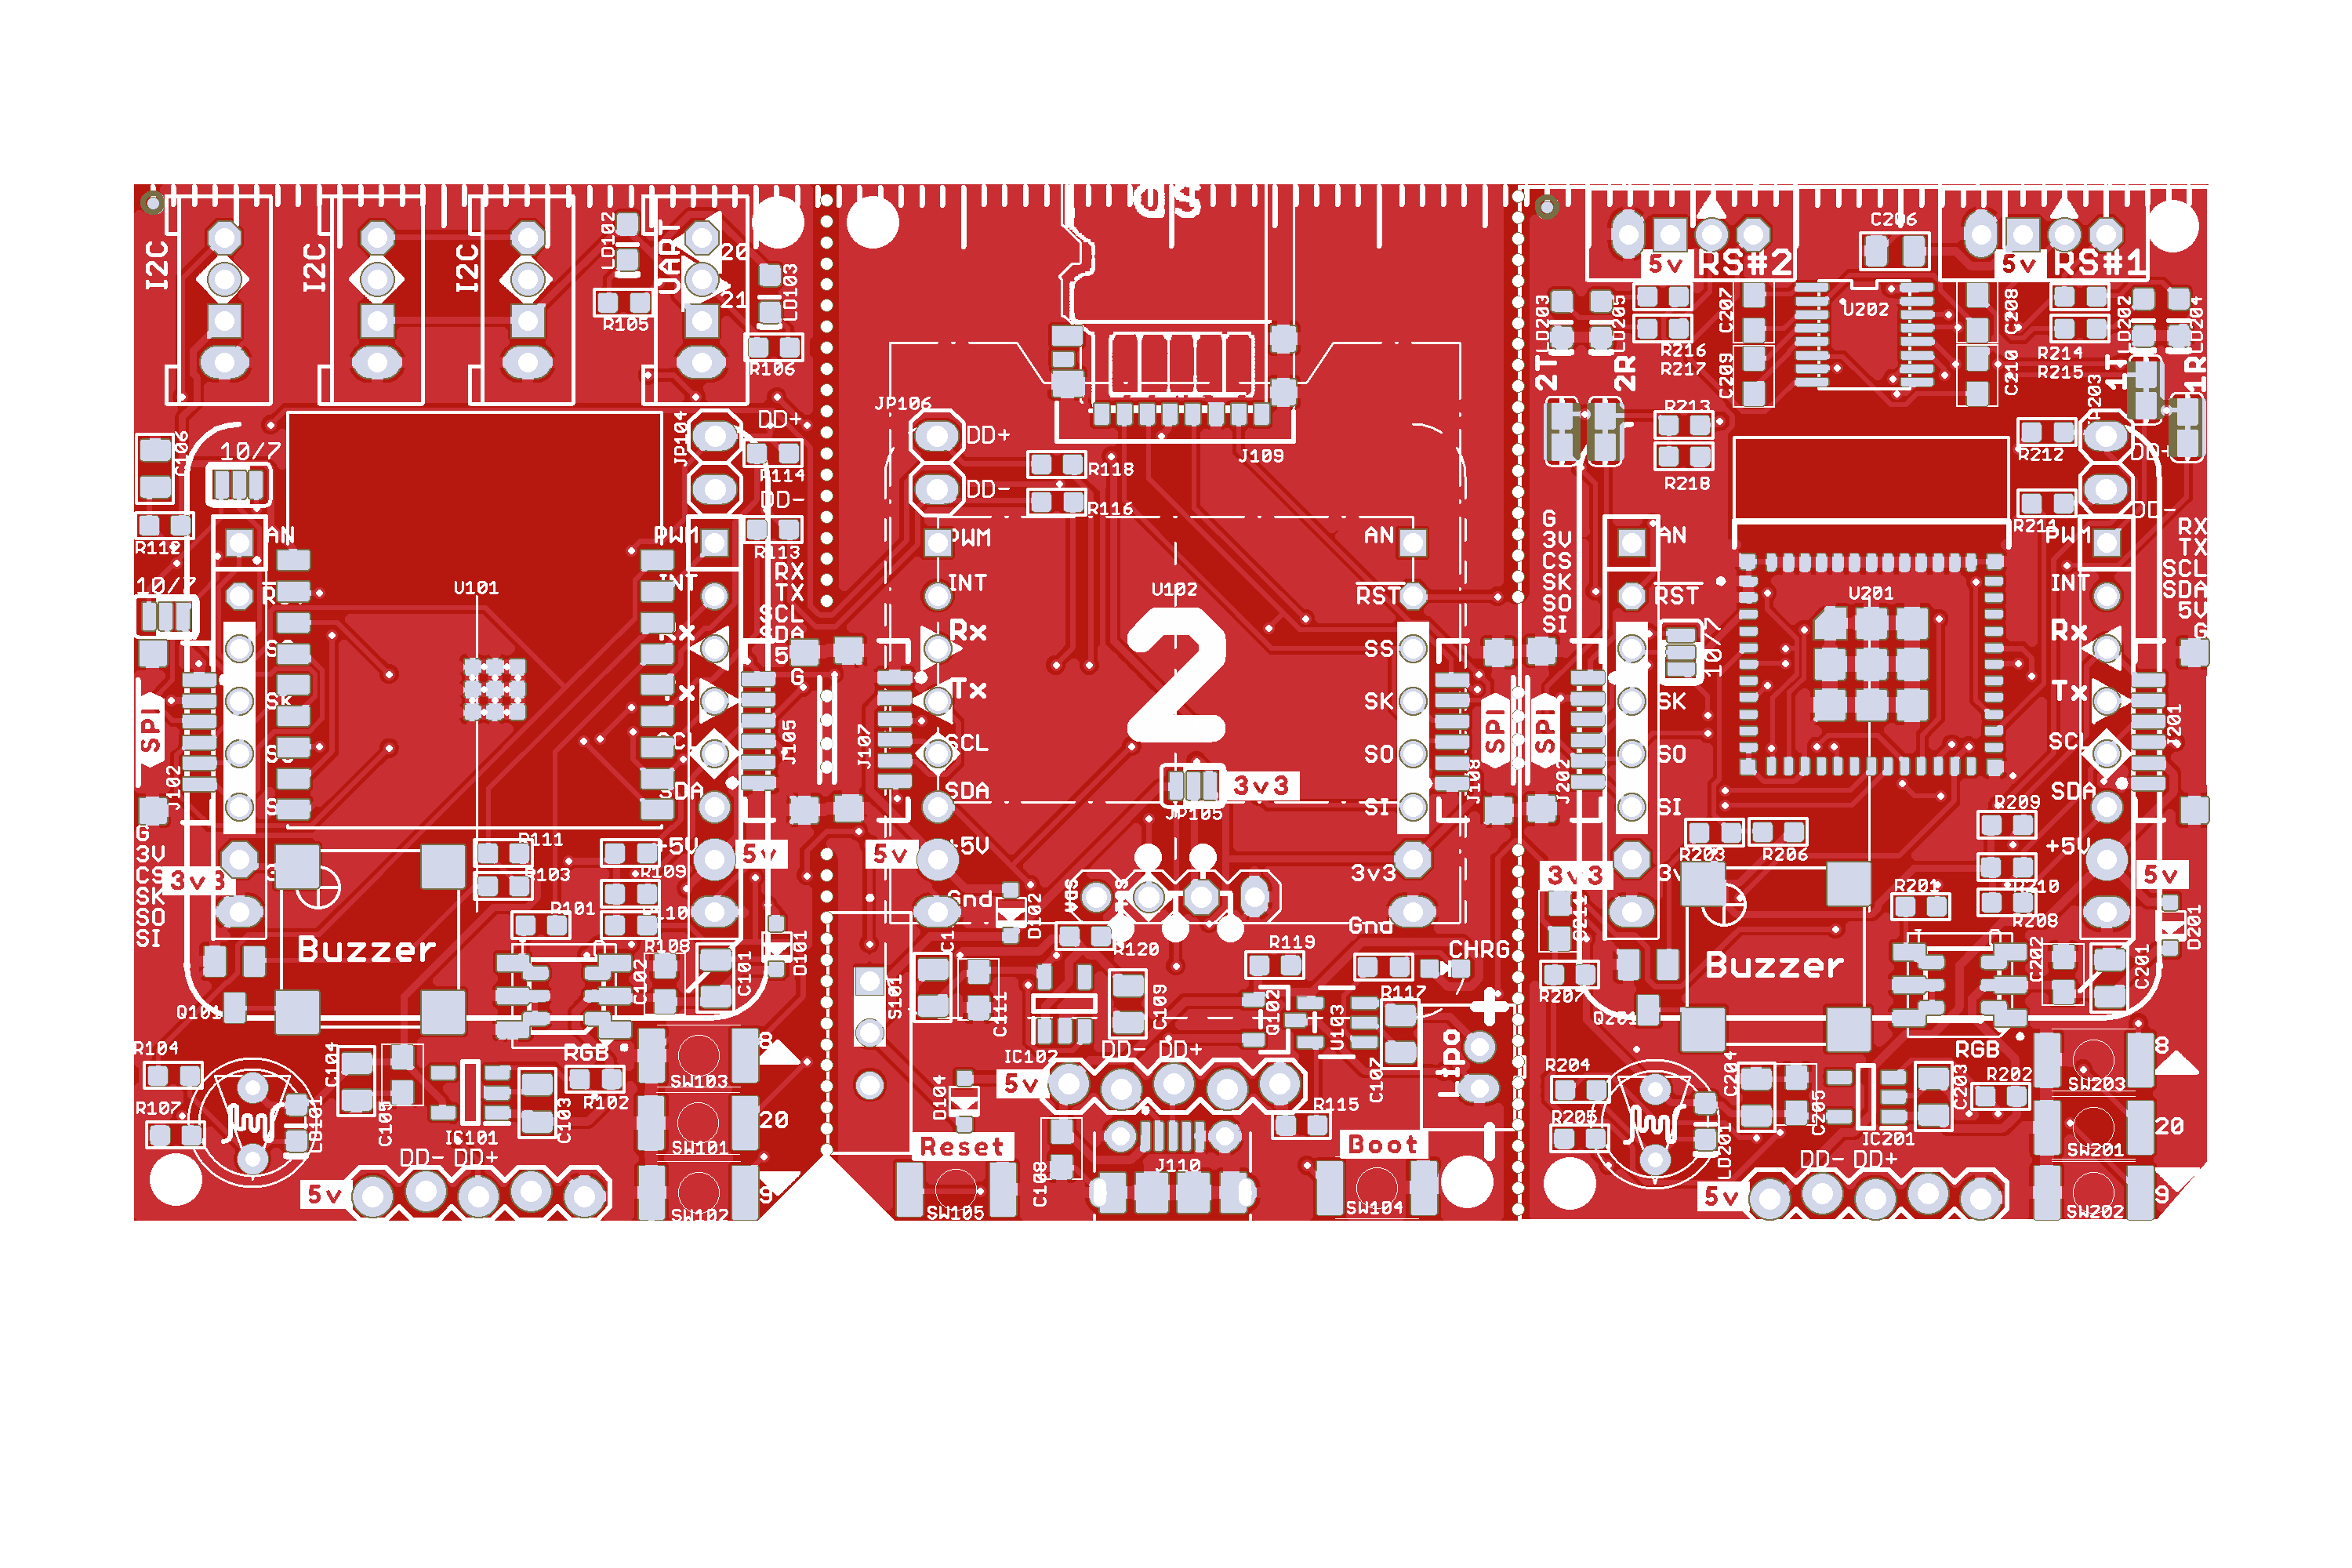 I2C
I2C
I2C
LD102
UART
20
21
LD103
R105
R106
C106
10/7
R112
10/7
AN
U101
JP104
DD+
R114
DD-
R113
PWM
INT
RX
TX
SCL
SDA
G
SPI
J102
J105
G
3V
CS
SK
SO
SI
3v3
+5V
5v
Buzzer
Q101
R111
R103
R101
R109
R108
C102
C101
D101
RGB
R104
R107
LD101
C104
C105
IC101
C103
R102
DD- DD+
5v
SW103
8
SW101
20
SW102
9
JP106
DD+
DD-
R118
R116
J109
PWM
AN
INT
RST
U102
Rx
SS
2
Tx
SK
J107
SCL
SO
SDA
SI
J108
SPI
3v3
JP105
5v
+5V
3v3
Gnd
Gnd
D102
R120
R119
CHRG
R117
S101
C111
C109
Q102
U103
IC102
DD- DD+
5v
D104
C108
R115
Lipo
+
Reset
Boot
J110
SW105
SW104
5v
RS#2
C206
5v
RS#1
LD203
LD205
C207
U202
C208
LD202
LD204
R216
R217
C209
C210
R214
R215
2T
2R
1T
1R
R213
R218
R212
DD+
R211
DD-
G
3V
CS
SK
SO
SI
AN
RST
10/7
SK
SO
SI
SPI
J202
U201
PWM
INT
Rx
Tx
SCL
SDA
RX
TX
SCL
SDA
5V
G
J201
+5V
5v
3v3
R203
R206
R209
R210
R208
R201
R207
Buzzer
Q201
C202
C201
D201
RGB
R204
R205
LD201
C204
C205
IC201
C203
R202
DD- DD+
5v
SW203
8
SW201
20
SW202
9